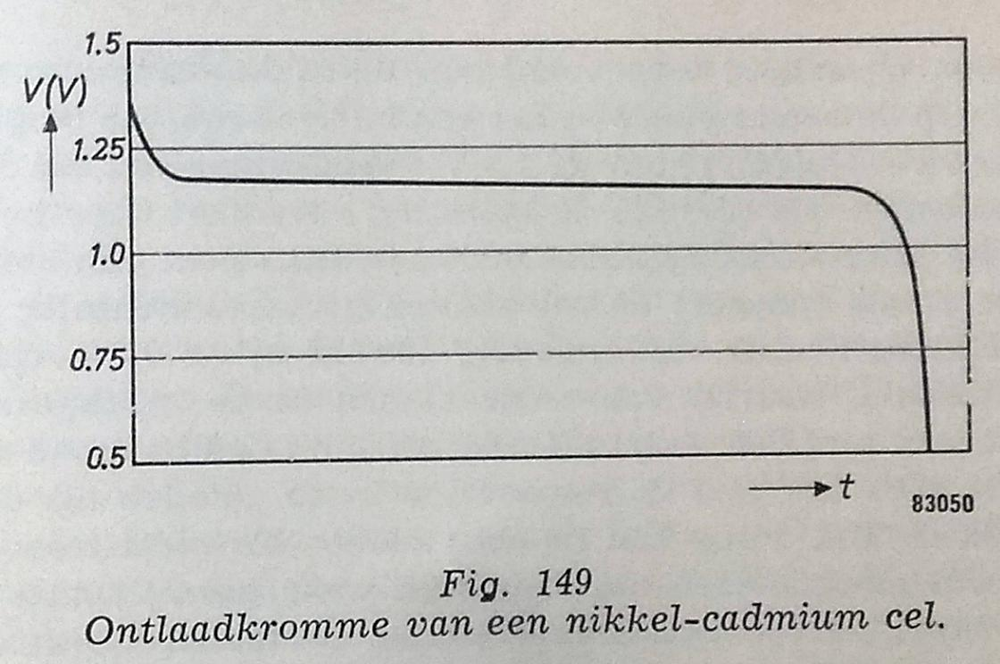 1.5
V(V)
1.25
1.0
0.75
0.5
t
83050
Fig. 149
Ontlaadkromme van een nikkel-cadmium cel.